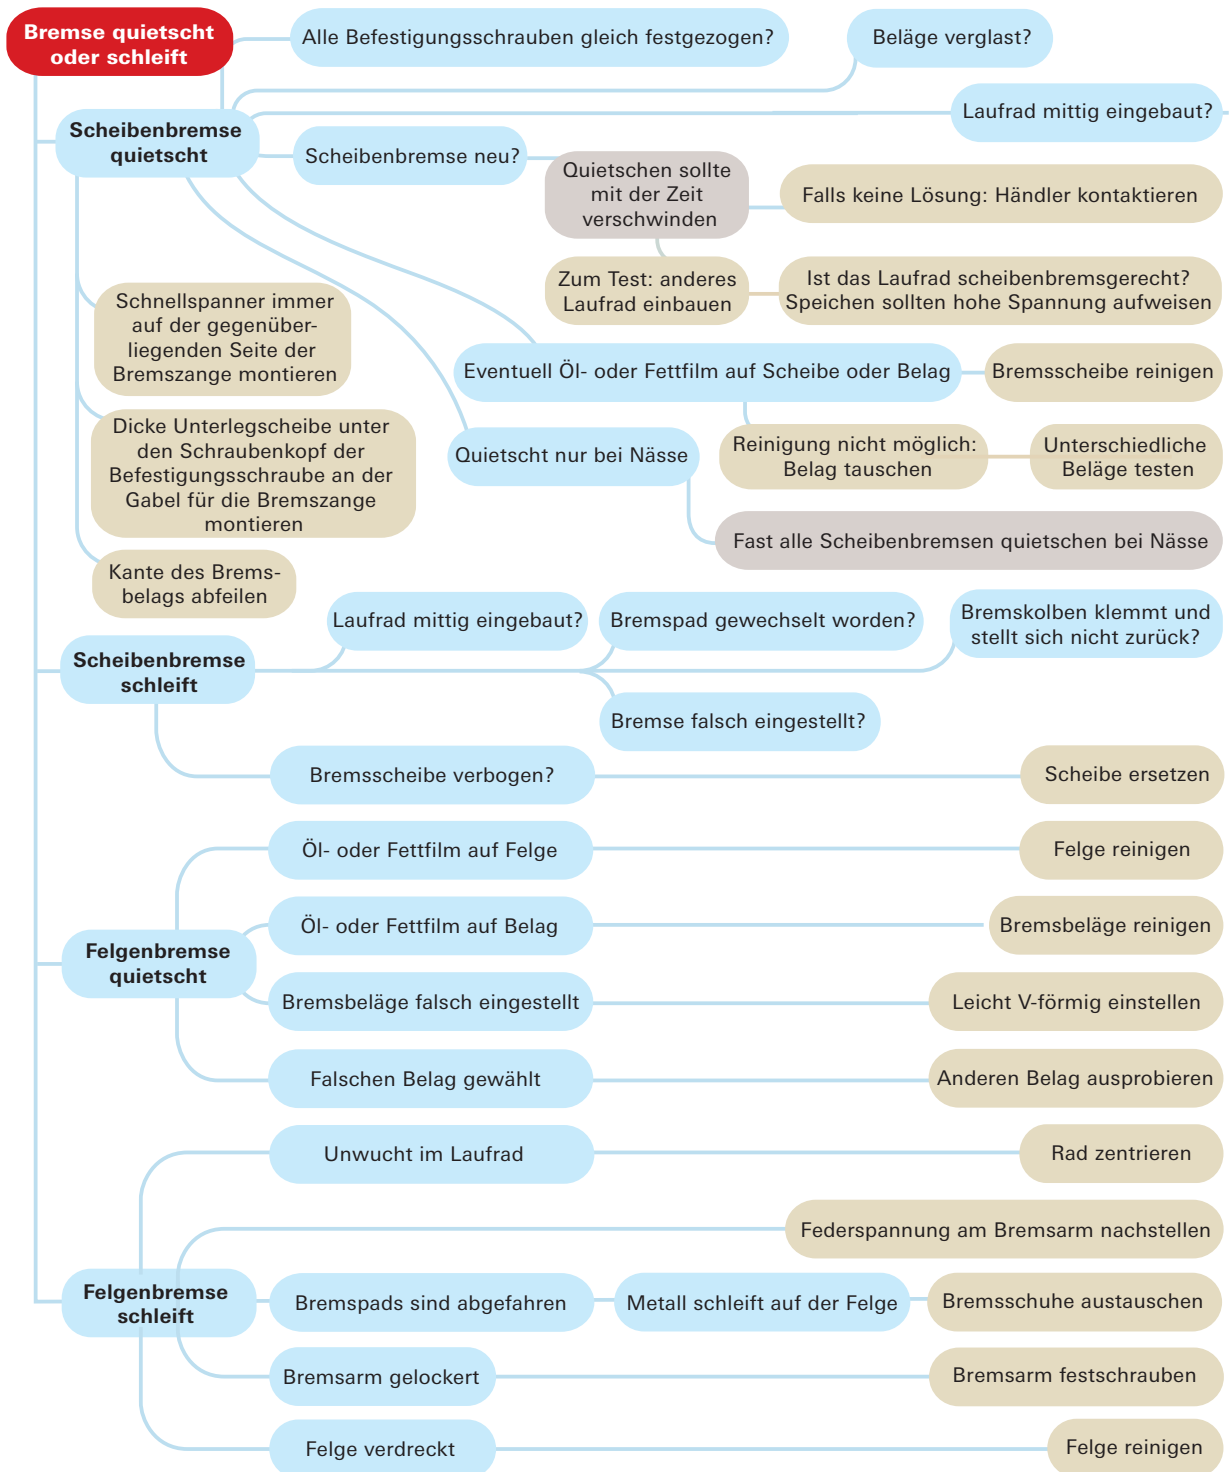 Bremse quietscht
oder schleift
Alle Befestigungsschrauben gleich festgezogen?
Beläge verglast?
Laufrad mittig eingebaut?
Scheibenbremse
quietscht
Scheibenbremse neu?
Quietschen sollte
mit der Zeit
verschwinden
Falls keine Lösung: Händler kontaktieren
Zum Test: anderes
Laufrad einbauen
Ist das Laufrad scheibenbremsgerecht?
Speichen sollten hohe Spannung aufweisen
Schnellspanner immer
auf der gegenüber-
liegenden Seite der
Bremszange montieren
Eventuell Öl- oder Fettfilm auf Scheibe oder Belag
Bremsscheibe reinigen
Dicke Unterlegscheibe unter
den Schraubenkopf der
Befestigungsschraube an der
Gabel für die Bremszange
montieren
Quietscht nur bei Nässe
Reinigung nicht möglich:
Belag tauschen
Unterschiedliche
Beläge testen
Fast alle Scheibenbremsen quietschen bei Nässe
Kante des Brems-
belags abfeilen
Scheibenbremse
schleift
Laufrad mittig eingebaut?
Bremspad gewechselt worden?
Bremskolben klemmt und
stellt sich nicht zurück?
Bremse falsch eingestellt?
Bremsscheibe verbogen?
Scheibe ersetzen
Felgenbremse
quietscht
Öl- oder Fettfilm auf Felge
Felge reinigen
Öl- oder Fettfilm auf Belag
Bremsbeläge reinigen
Bremsbeläge falsch eingestellt
Leicht V-förmig einstellen
Falschen Belag gewählt
Anderen Belag ausprobieren
Felgenbremse
schleift
Unwucht im Laufrad
Rad zentrieren
Federspannung am Bremsarm nachstellen
Bremspads sind abgefahren
Metall schleift auf der Felge
Bremsschuhe austauschen
Bremsarm gelockert
Bremsarm festschrauben
Felge verdreckt
Felge reinigen